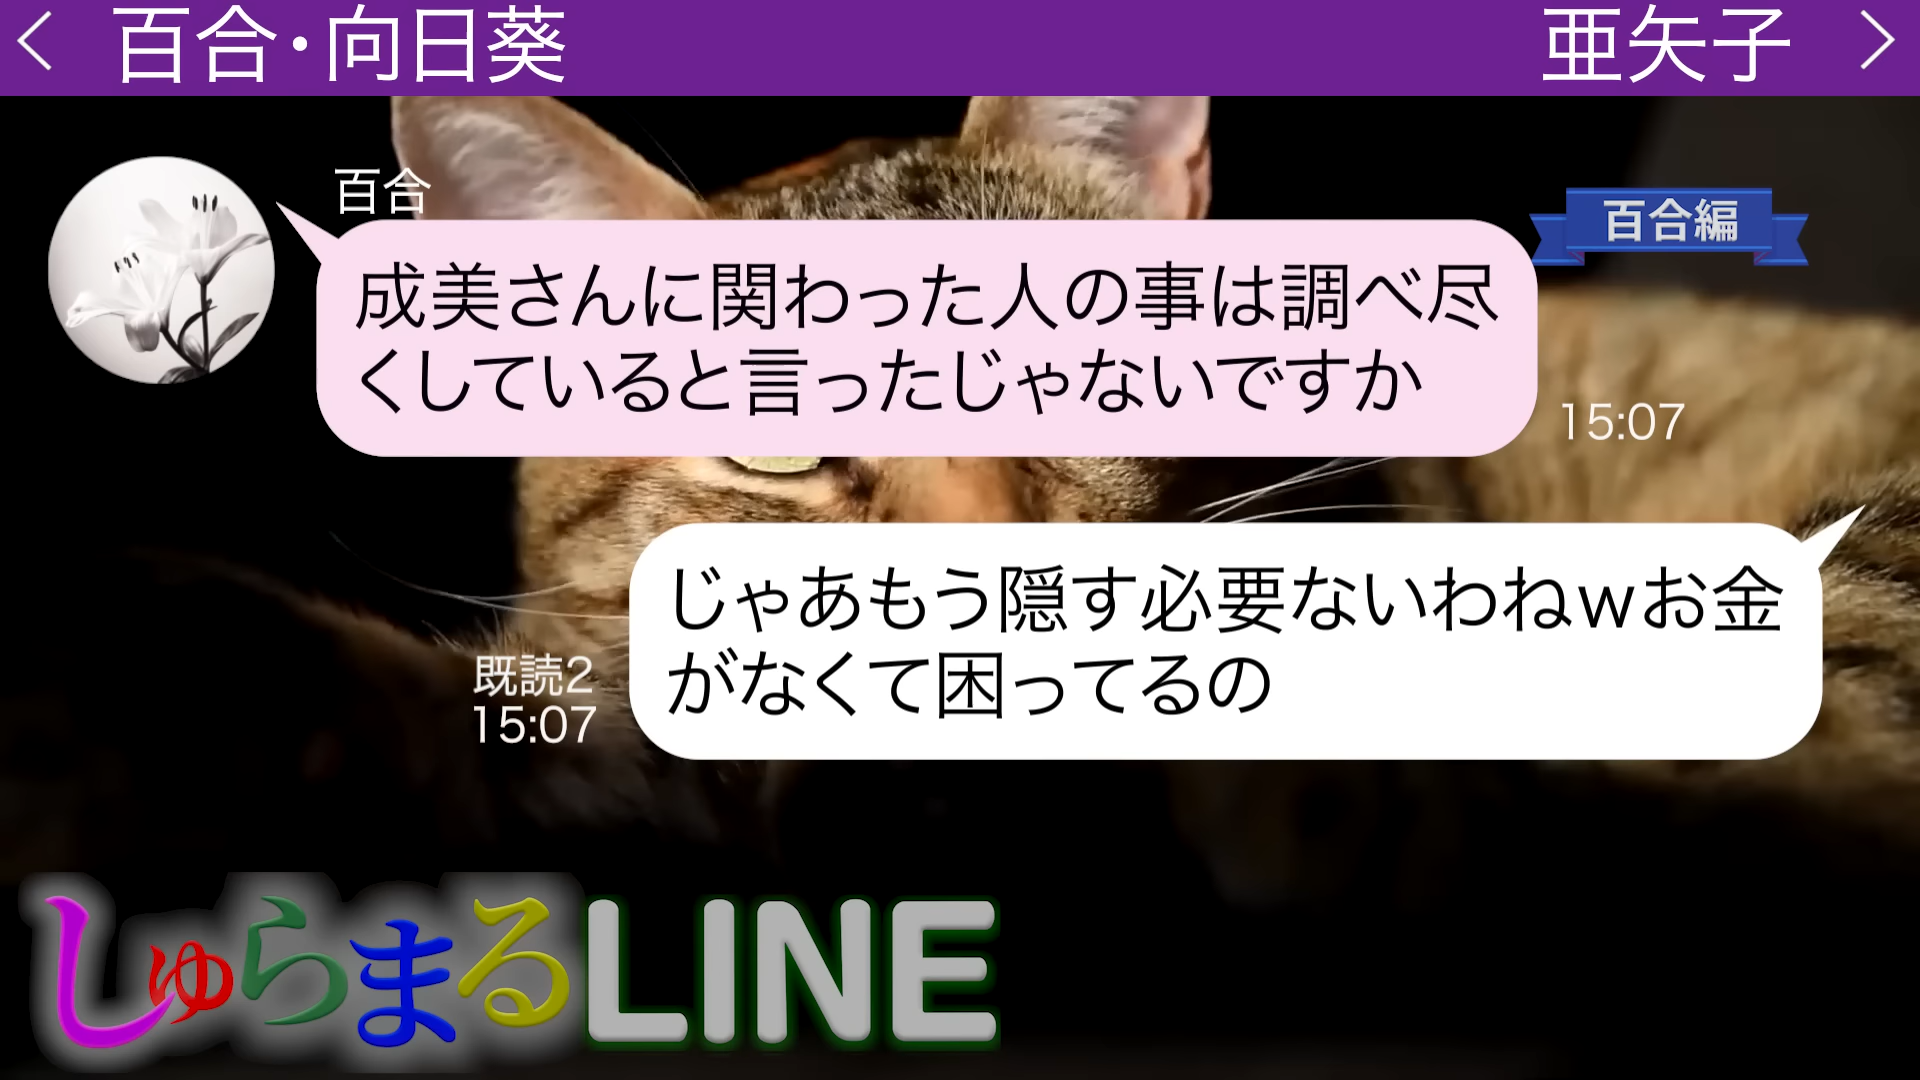 百合・向日葵
亜矢子
百合
百合編
成美さんに関わった人の事は調べ尽
くしていると言ったじゃないですか
15:07
じゃあもう隠す必要ないわねwお金
がなくて困ってるの
既読2
15:07
しゅらまるLINE